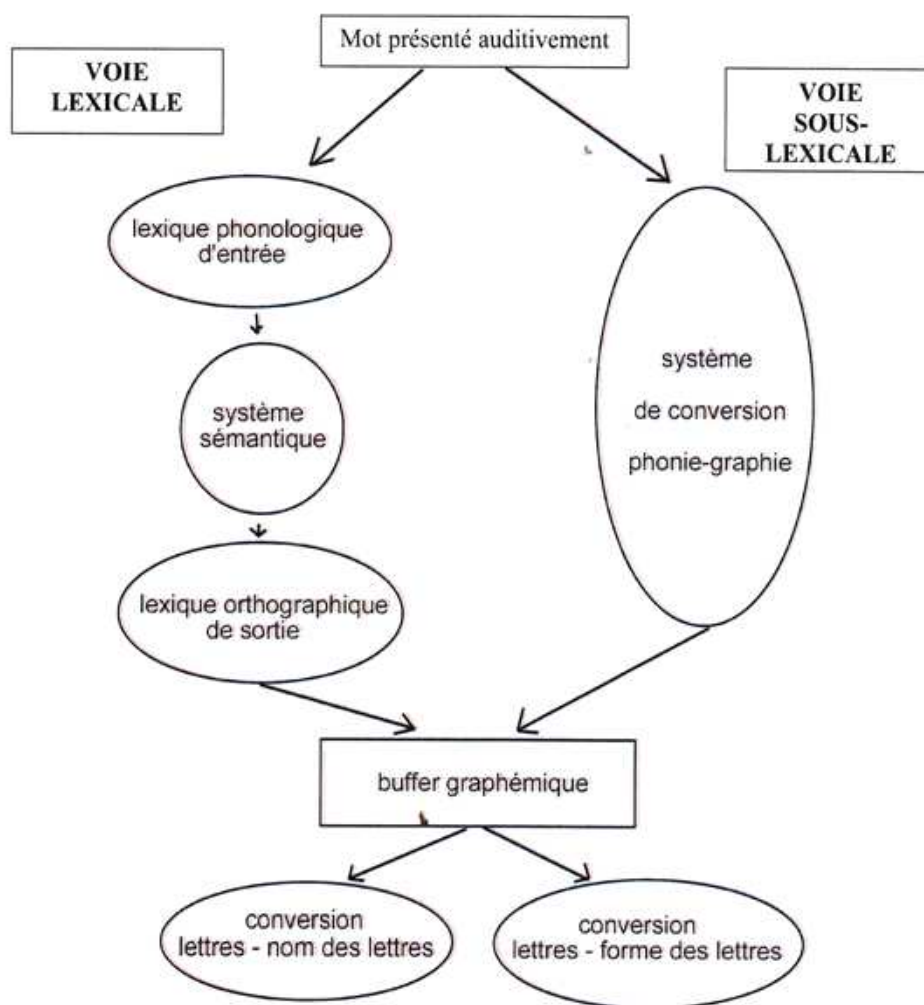 Mot présenté auditivement
VOIE
LEXICALE
VOIE
SOUS-
LEXICALE
lexique phonologique
d'entrée
système
sémantique
système
de conversion
phonie-graphie
lexique orthographique
de sortie
buffer graphémique
conversion
lettres - nom des lettres
conversion
lettres - forme des lettres